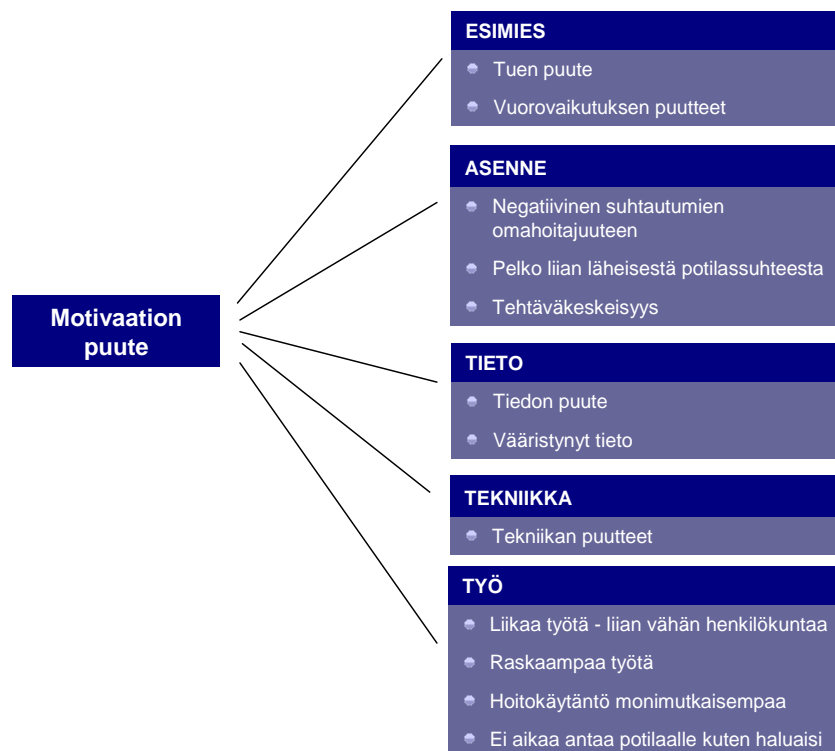 ESIMIES
Tuen puute
Vuorovaikutuksen puutteet
ASENNE
Negatiivinen suhtautumien
omahoitajuuteen
Pelko liian läheisestä potilassuhteesta
Tehtäväkeskeisyys
Motivaation
puute
TIETO
Tiedon puute
Vääristynyt tieto
TEKNIIKKA
Tekniikan puutteet
TYÖ
Liikaa työtä - liian vähän henkilökuntaa
Raskaampaa työtä
Hoitokäytäntö monimutkaisempaa
Ei aikaa antaa potilaalle kuten haluaisi